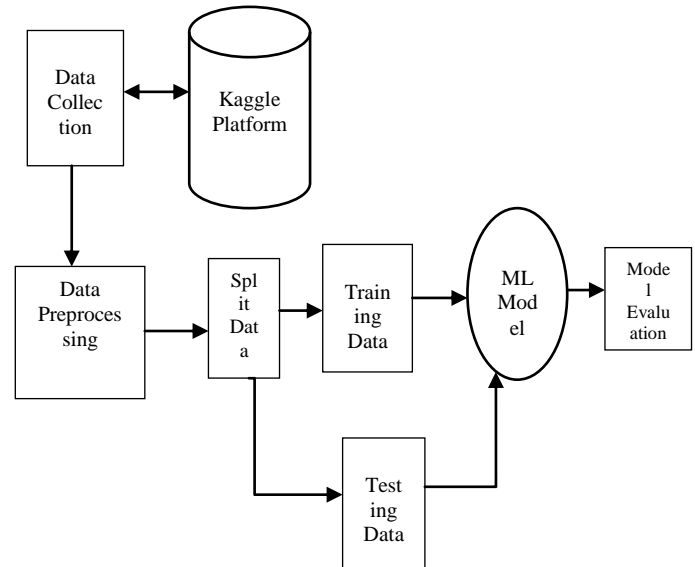 Data
Collec
tion
Kaggle
Platform
Data
Preproces
sing
Spl
it
Dat
a
Train
ing
Data
ML
Mod
el
Mode
l
Evalu
ation
Test
ing
Data